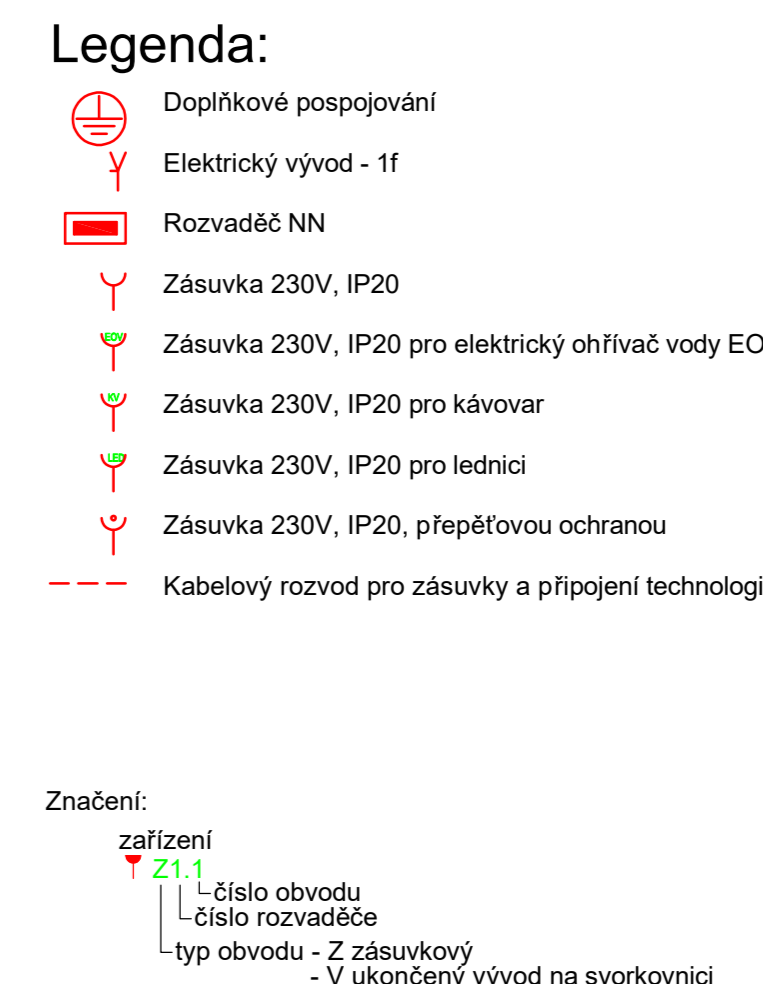 Legenda:
Doplňkové pospojování
Elektrický vývod - 1f
Rozvaděč NN
Zásuvka 230V, IP20
EOV Zásuvka 230V, IP20 pro elektrický ohřívač vody EO
KV Zásuvka 230V, IP20 pro kávovar
LED Zásuvka 230V, IP20 pro lednici
Zásuvka 230V, IP20, přepěťovou ochranou
Kabelový rozvod pro zásuvky a připojení technologi
Značení:
zařízení
Z1.1
číslo obvodu
číslo rozvaděče
typ obvodu - Z zásuvkový
- V ukončený vývod na svorkovnici